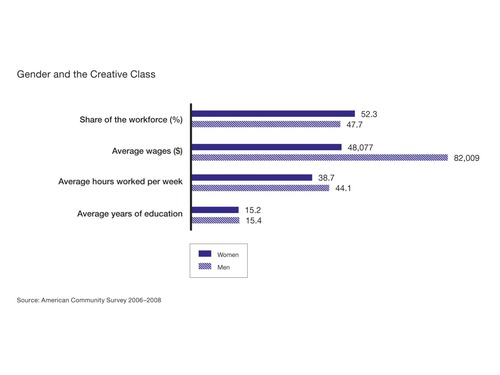 Gender and the Creative Class
Share of the workforce (%)
52.3
47.7
Average wages ($)
48,077
82,009
Average hours worked per week
38.7
44.1
Average years of education
15.2
15.4
Women
Men
Source: American Community Survey 2006–2008